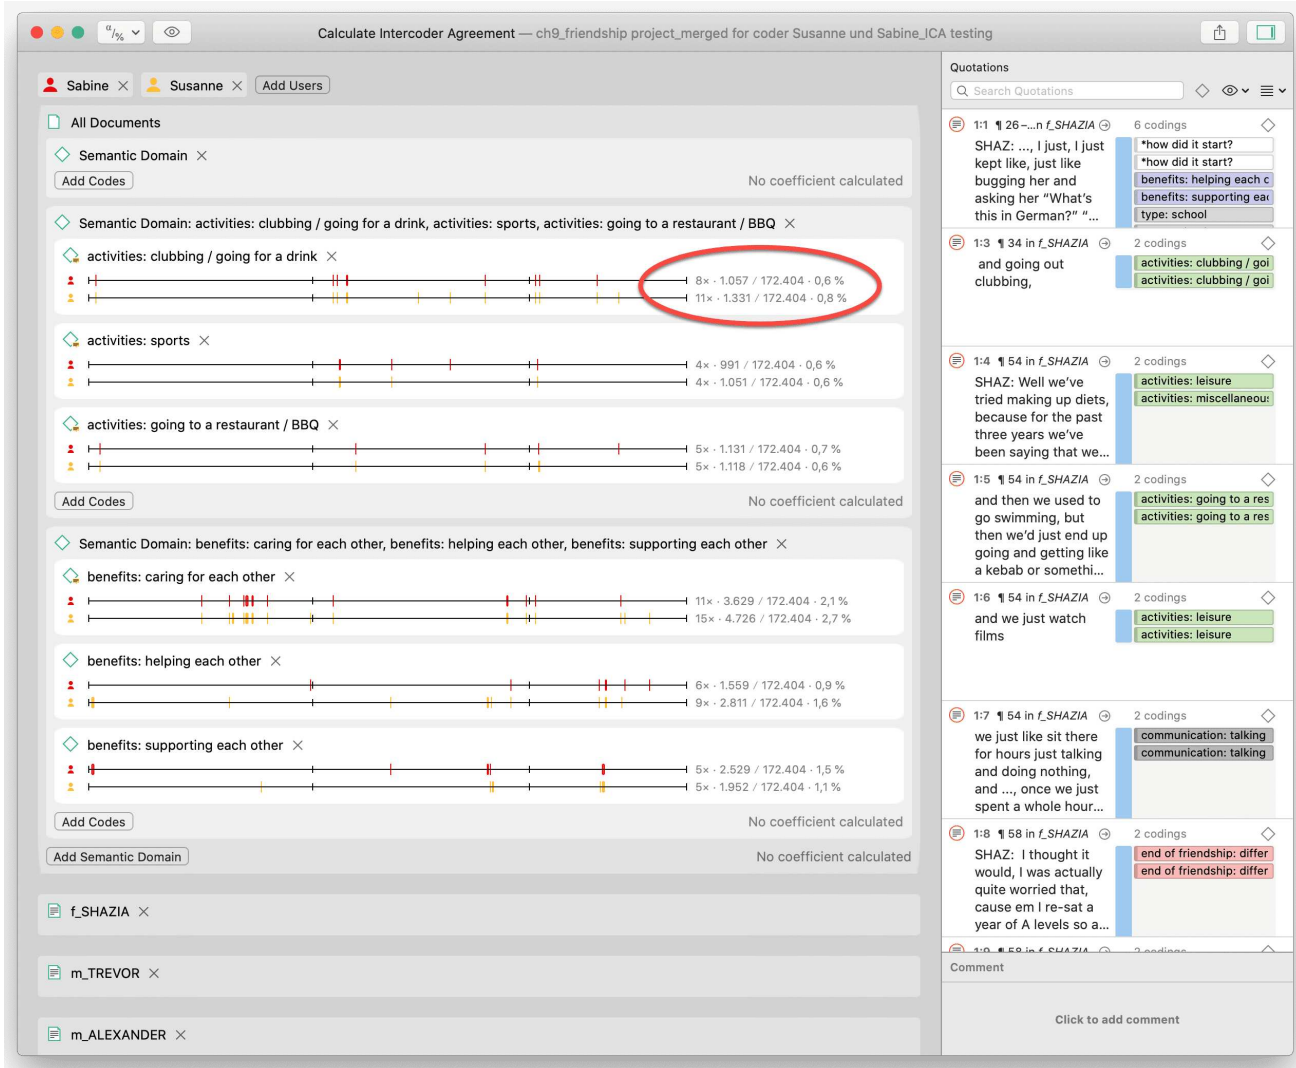 α/% 
Calculate Intercoder Agreement — ch9_friendship project_merged for coder Susanne und Sabine_ICA testing
Sabine × Susanne × Add Users
All Documents
Semantic Domain ×
Add Codes No coefficient calculated
Semantic Domain: activities: clubbing / going for a drink, activities: sports, activities: going to a restaurant / BBQ ×
activities: clubbing / going for a drink ×
8× · 1.057 / 172.404 · 0,6 %
11× · 1.331 / 172.404 · 0,8 %
activities: sports ×
4× · 991 / 172.404 · 0,6 %
4× · 1.051 / 172.404 · 0,6 %
activities: going to a restaurant / BBQ ×
5× · 1.131 / 172.404 · 0,7 %
5× · 1.118 / 172.404 · 0,6 %
Add Codes No coefficient calculated
Semantic Domain: benefits: caring for each other, benefits: helping each other, benefits: supporting each other ×
benefits: caring for each other ×
11× · 3.629 / 172.404 · 2,1 %
15× · 4.726 / 172.404 · 2,7 %
benefits: helping each other ×
6× · 1.559 / 172.404 · 0,9 %
9× · 2.811 / 172.404 · 1,6 %
benefits: supporting each other ×
5× · 2.529 / 172.404 · 1,5 %
5× · 1.952 / 172.404 · 1,1 %
Add Codes No coefficient calculated
Add Semantic Domain No coefficient calculated
f_SHAZIA ×
m_TREVOR ×
m_ALEXANDER ×
Quotations
Search Quotations
1:1 ¶ 26–...n f_SHAZIA 6 codings
SHAZ: ..., I just, I just
kept like, just like
bugging her and
asking her “What’s
this in German?” “...
*how did it start?
*how did it start?
benefits: helping each c
benefits: supporting eac
type: school
1:3 ¶ 34 in f_SHAZIA 2 codings
and going out
clubbing,
activities: clubbing / goi
activities: clubbing / goi
1:4 ¶ 54 in f_SHAZIA 2 codings
SHAZ: Well we’ve
tried making up diets,
because for the past
three years we’ve
been saying that we...
activities: leisure
activities: miscellaneou
1:5 ¶ 54 in f_SHAZIA 2 codings
and then we used to
go swimming, but
then we’d just end up
going and getting like
a kebab or somethi...
activities: going to a res
activities: going to a res
1:6 ¶ 54 in f_SHAZIA 2 codings
and we just watch
films
activities: leisure
activities: leisure
1:7 ¶ 54 in f_SHAZIA 2 codings
we just like sit there
for hours just talking
and doing nothing,
and ..., once we just
spent a whole hour...
communication: talking
communication: talking
1:8 ¶ 58 in f_SHAZIA 2 codings
SHAZ: I thought it
would, I was actually
quite worried that,
cause em I re-sat a
year of A levels so a...
end of friendship: differ
end of friendship: differ
1:9 ¶ 58 in f_SHAZIA 2 codings
Comment
Click to add comment